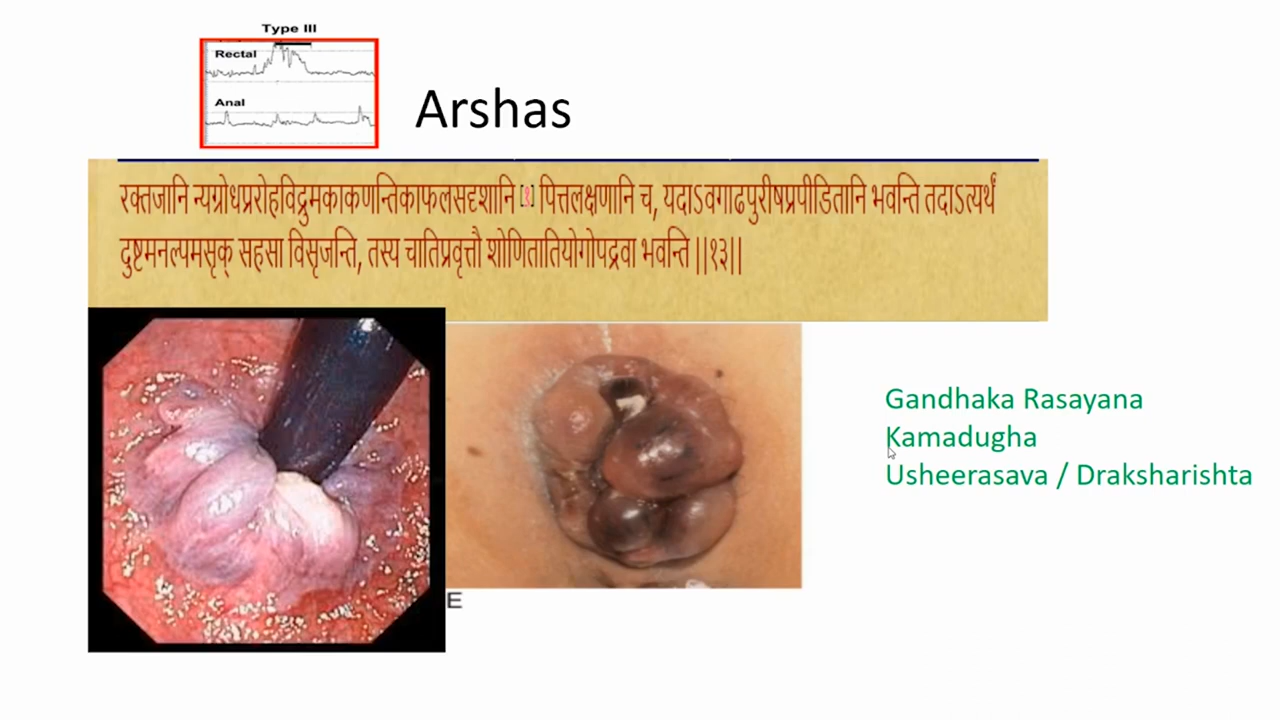 Type III
Rectal
Anal
Arshas
रक्तजानि न्यग्रोधप्ररोहविद्रुमकाकणन्तिकाफलसदृशानि [१] पित्तलक्षणानि च, यदाऽवगाढपुरीषप्रपीडितानि भवन्ति तदाऽत्यर्थं
दुष्टमनल्पमसृक् सहसा विसृजन्ति, तस्य चातिप्रवृत्तौ शोणितातियोगोपद्रवा भवन्ति ||१३||
Gandhaka Rasayana
Kamadugha
Usheerasava / Draksharishta
E